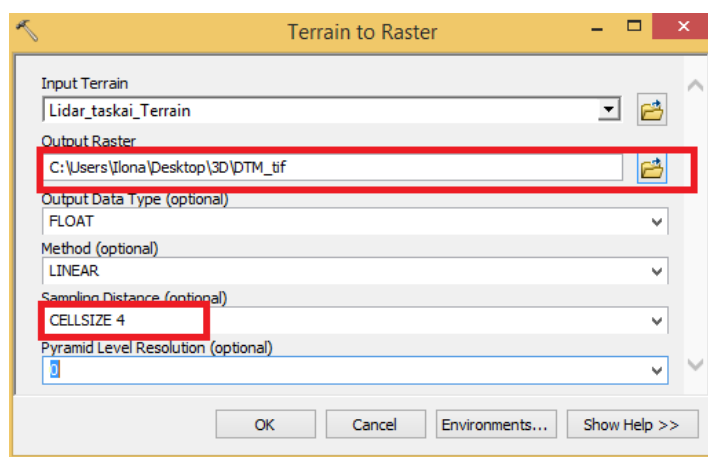 Terrain to Raster
Input Terrain
Lidar_taskai_Terrain
Output Raster
C:\Users\Ilona\Desktop\3D\DTM_tif
Output Data Type (optional)
FLOAT
Method (optional)
LINEAR
Sampling Distance (optional)
CELLSIZE 4
Pyramid Level Resolution (optional)
0
OK Cancel Environments... Show Help >>